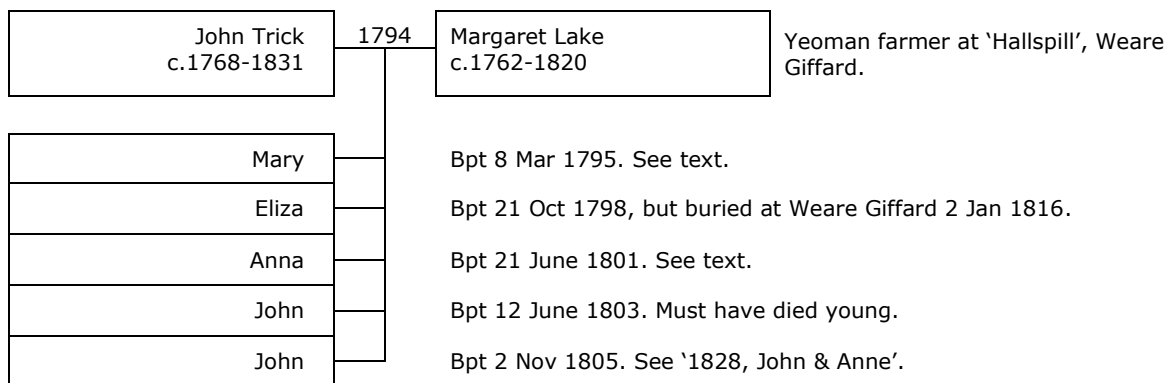 John Trick
c.1768-1831
1794
Margaret Lake
c.1762-1820
Yeoman farmer at ‘Hallspill’, Weare
Giffard.
Mary
Bpt 8 Mar 1795. See text.
Eliza
Bpt 21 Oct 1798, but buried at Weare Giffard 2 Jan 1816.
Anna
Bpt 21 June 1801. See text.
John
Bpt 12 June 1803. Must have died young.
John
Bpt 2 Nov 1805. See ‘1828, John & Anne’.